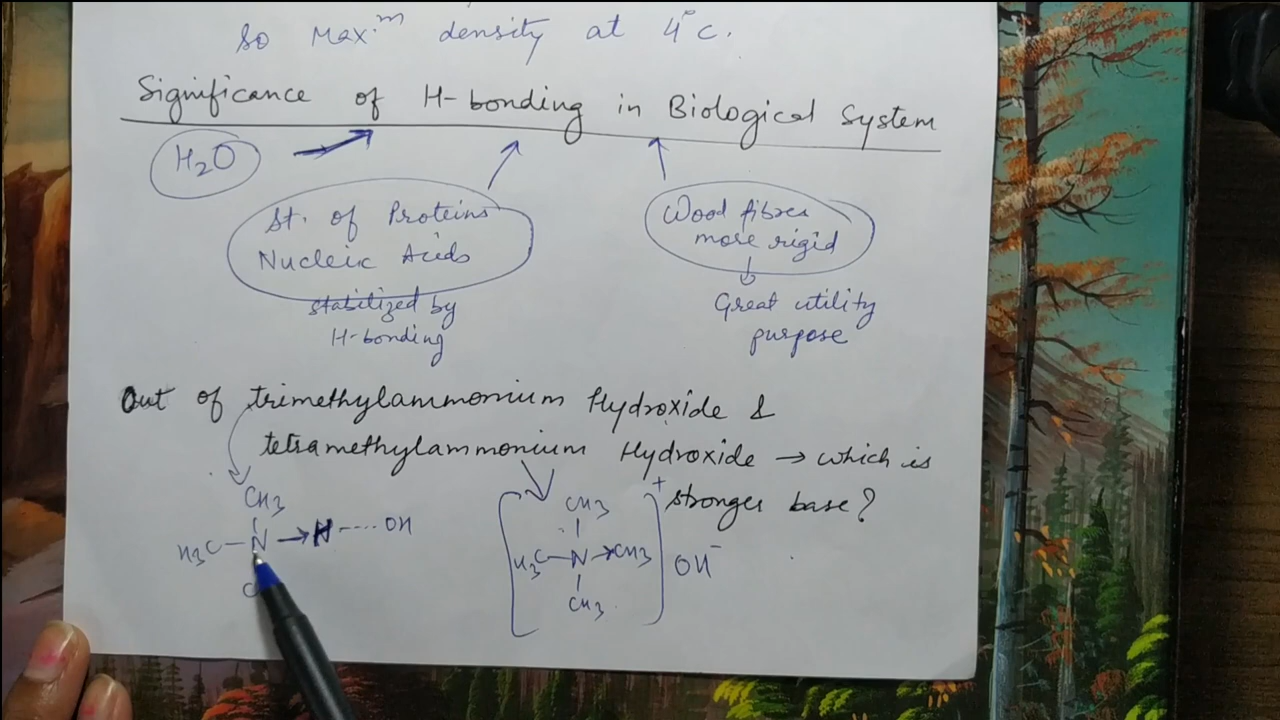 So Max.m density at 4°c.
Significance of H-bonding in Biological System
H2O
St. of Proteins
Nucleic Acids
stabilized by
H-bonding
Wood fibres
more rigid
Great utility
purpose
Out of trimethylammonium Hydroxide &
tetramethylammonium Hydroxide → which is
stronger base?
CH3
H3C - N → H ---- OH
C
[ CH3 ]+
H3C - N → CH3 OH-
CH3